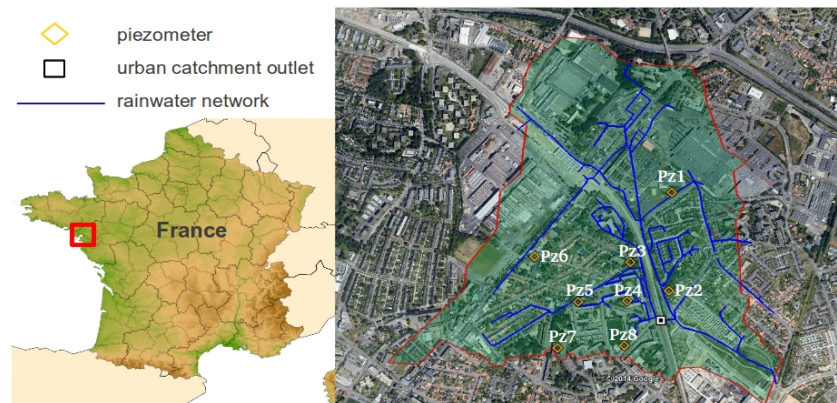 piezometer
urban catchment outlet
rainwater network
France
Pz1
Pz6
Pz3
Pz5
Pz4
Pz2
Pz7
Pz8
© 2014 Google